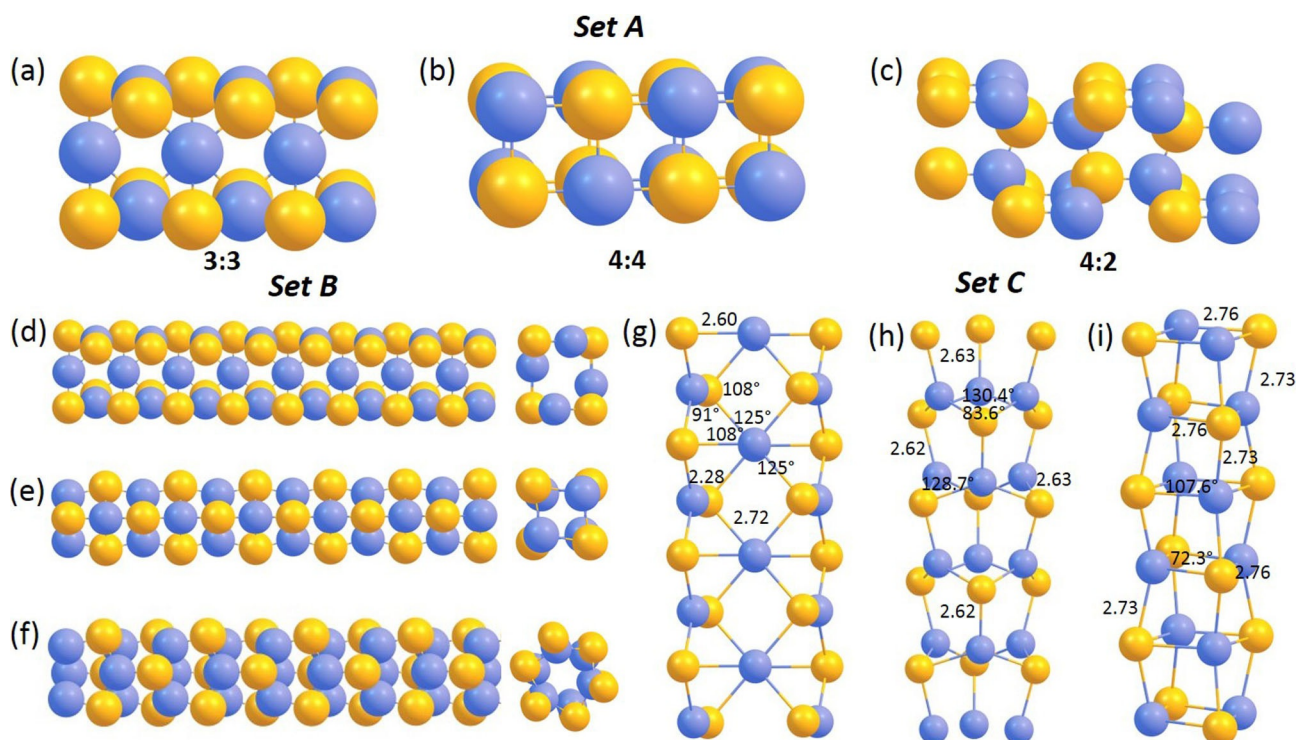 Set A
(a)
(b)
(c)
3:3
4:4
4:2
Set B
Set C
(d)
(e)
(f)
(g)
2.60
108°
91°
125°
108°
125°
2.28
2.72
(h)
2.63
130.4°
83.6°
2.62
128.7°
2.63
2.62
(i)
2.76
2.73
2.76
2.73
107.6°
72.3°
2.76
2.73